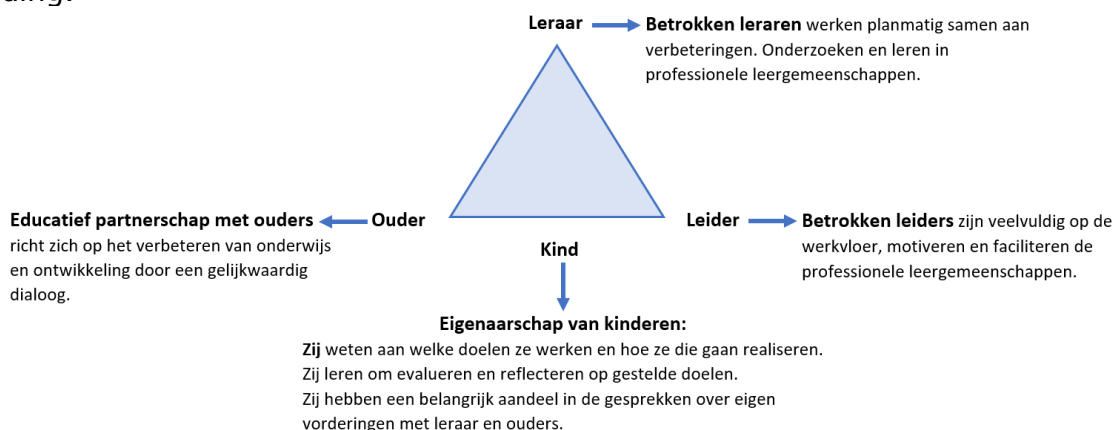 Leraar
Betrokken leraren werken planmatig samen aan
verbeteringen. Onderzoeken en leren in
professionele leergemeenschappen.
Educatief partnerschap met ouders
richt zich op het verbeteren van onderwijs
en ontwikkeling door een gelijkwaardig
dialoog.
Ouder
Leider
Betrokken leiders zijn veelvuldig op de
werkvloer, motiveren en faciliteren de
professionele leergemeenschappen.
Kind
Eigenaarschap van kinderen:
Zij weten aan welke doelen ze werken en hoe ze die gaan realiseren.
Zij leren om evalueren en reflecteren op gestelde doelen.
Zij hebben een belangrijk aandeel in de gesprekken over eigen
vorderingen met leraar en ouders.